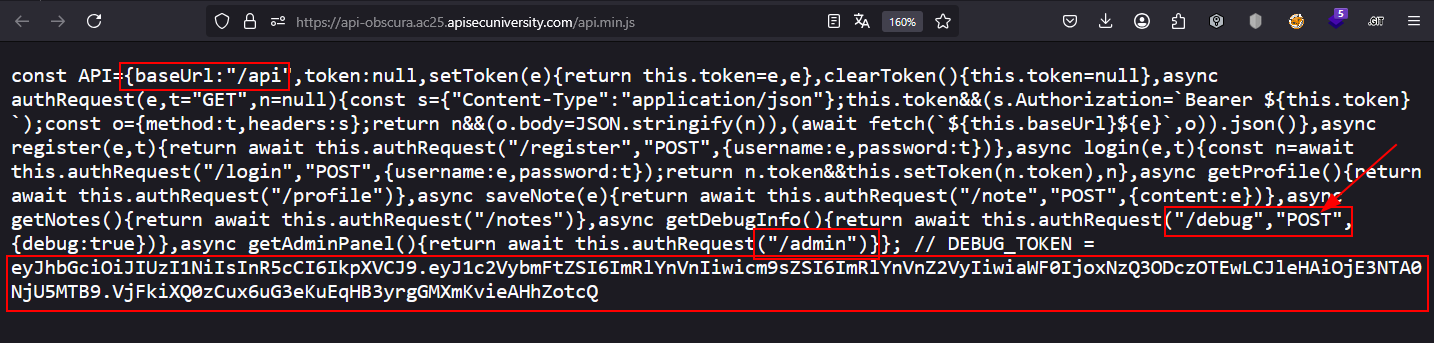 https://api-obscura.ac25.apisecuniversity.com/api.min.js
160%
5
.GIT
const API={baseUrl:"/api",token:null,setToken(e){return this.token=e,e},clearToken(){this.token=null},async
authRequest(e,t="GET",n=null){const s={"Content-Type":"application/json"};this.token&&(s.Authorization=`Bearer ${this.token}
`);const o={method:t,headers:s};return n&&(o.body=JSON.stringify(n)),(await fetch(`${this.baseUrl}${e}`,o)).json()},async
register(e,t){return await this.authRequest("/register","POST",{username:e,password:t})},async login(e,t){const n=await
this.authRequest("/login","POST",{username:e,password:t});return n.token&&this.setToken(n.token),n},async getProfile(){return
await this.authRequest("/profile")},async saveNote(e){return await this.authRequest("/note","POST",{content:e})},async
getNotes(){return await this.authRequest("/notes")},async getDebugInfo(){return await this.authRequest("/debug","POST",
{debug:true})},async getAdminPanel(){return await this.authRequest("/admin")}}; // DEBUG_TOKEN =
eyJhbGciOiJIUzI1NiIsInR5cCI6IkpXVCJ9.eyJ1c2VybmFtZSI6ImRlYnVnIiwicm9sZSI6ImRlYnVnZ2VyIiwiaWF0IjoxNzQ3ODczOTEwLCJleHAiOjE3NTA0
NjU5MTB9.VjFkiXQ0zCux6uG3eKuEqHB3yrgGMXmKvieAHhZotcQ